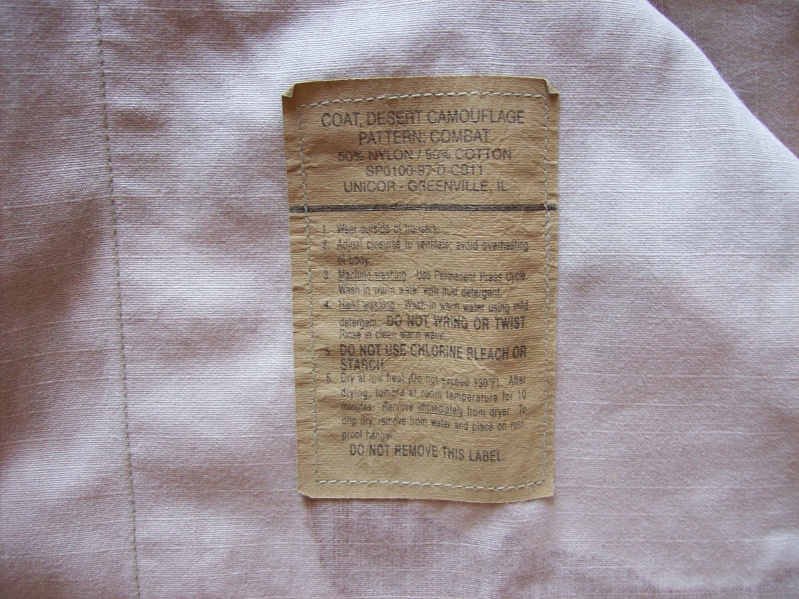 COAT, DESERT CAMOUFLAGE
PATTERN: COMBAT
50% NYLON / 50% COTTON
SP0100-97-D-CB11
UNICOR - GREENVILLE, IL
1. Wear outside of trousers.
2. Adjust closures to ventilate; avoid overheating
of body.
3. Machine washing - Use Permanent Press Cycle.
Wash in warm water with mild detergent.
4. Hand washing - Wash in warm water using mild
detergent. DO NOT WRING OR TWIST
Rinse in clean warm water.
5. DO NOT USE CHLORINE BLEACH OR
STARCH.
6. Dry at low heat (Do not exceed 130°F). After
drying, tumble at room temperature for 10
minutes. Remove immediately from dryer. To
drip dry, remove from water and place on rust
proof hanger.
DO NOT REMOVE THIS LABEL.